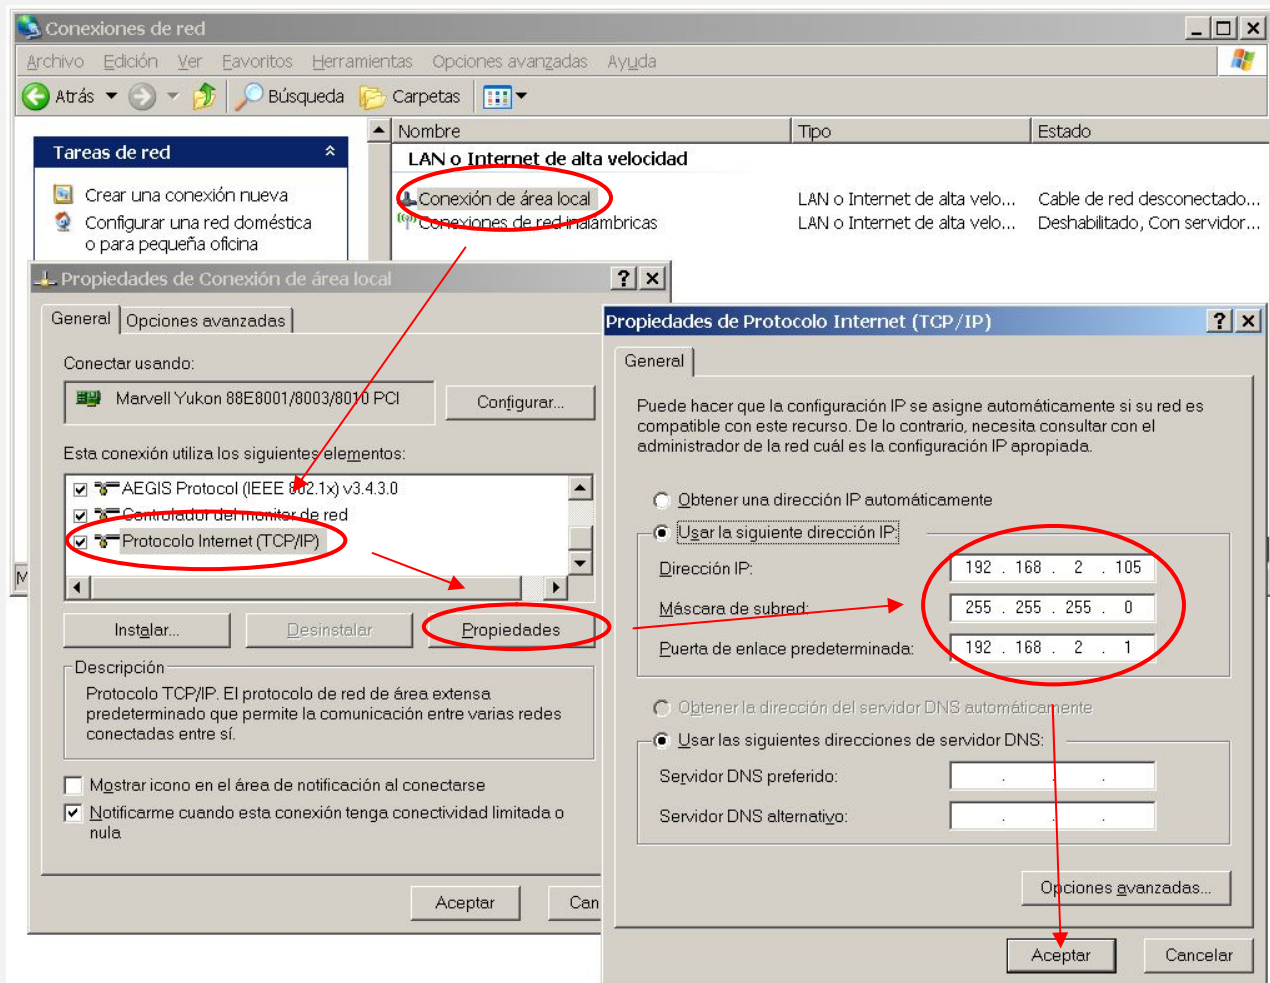 Conexiones de red
Archivo Edición Ver Favoritos Herramientas Opciones avanzadas Ayuda
Atrás Búsqueda Carpetas
Nombre Tipo Estado
Tareas de red
LAN o Internet de alta velocidad
Crear una conexión nueva
Configurar una red doméstica
o para pequeña oficina
Conexión de área local LAN o Internet de alta velo... Cable de red desconectado...
Conexiones de red inalámbricas LAN o Internet de alta velo... Deshabilitado, Con servidor...
Propiedades de Conexión de área local
General Opciones avanzadas
Conectar usando:
Marvell Yukon 88E8001/8003/8010 PCI Configurar...
Esta conexión utiliza los siguientes elementos:
AEGIS Protocol (IEEE 802.1x) v3.4.3.0
Controlador del monitor de red
Protocolo Internet (TCP/IP)
Instalar... Desinstalar Propiedades
Descripción
Protocolo TCP/IP. El protocolo de red de área extensa
predeterminado que permite la comunicación entre varias redes
conectadas entre sí.
Mostrar icono en el área de notificación al conectarse
Notificarme cuando esta conexión tenga conectividad limitada o
nula
Aceptar Can
Propiedades de Protocolo Internet (TCP/IP)
General
Puede hacer que la configuración IP se asigne automáticamente si su red es
compatible con este recurso. De lo contrario, necesita consultar con el
administrador de la red cuál es la configuración IP apropiada.
Obtener una dirección IP automáticamente
Usar la siguiente dirección IP:
Dirección IP: 192 . 168 . 2 . 105
Máscara de subred: 255 . 255 . 255 . 0
Puerta de enlace predeterminada: 192 . 168 . 2 . 1
Obtener la dirección del servidor DNS automáticamente
Usar las siguientes direcciones de servidor DNS:
Servidor DNS preferido: . . .
Servidor DNS alternativo: . . .
Opciones avanzadas...
Aceptar Cancelar